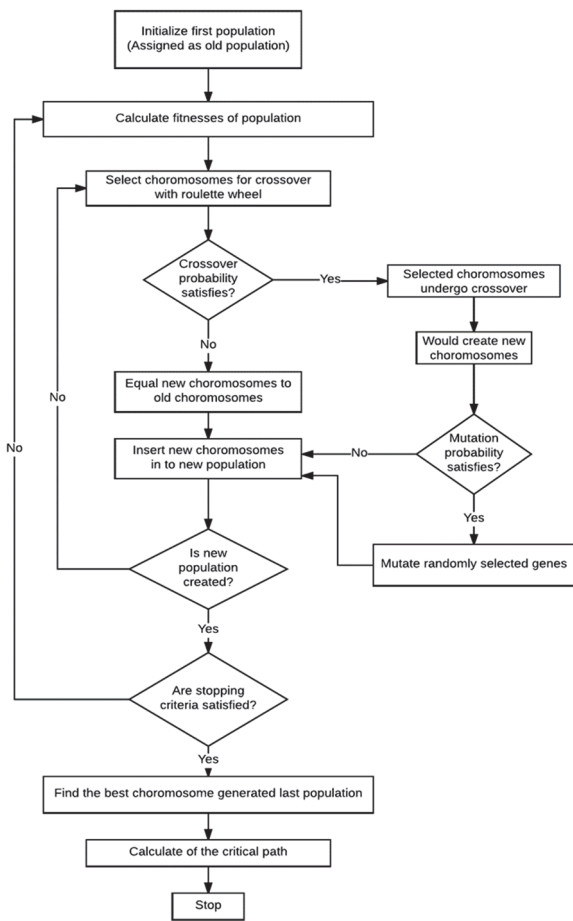 Initialize first population
(Assigned as old population)
Calculate fitnesses of population
Select choromosomes for crossover
with roulette wheel
Crossover
probability
satisfies?
Yes
Selected choromosomes
undergo crossover
Would create new
choromosomes
No
Equal new choromosomes to
old choromosomes
No
Insert new choromosomes
in to new population
No
Mutation
probability
satisfies?
No
Yes
Is new
population
created?
Mutate randomly selected genes
Yes
Are stopping
criteria satisfied?
Yes
Find the best choromosome generated last population
Calculate of the critical path
Stop